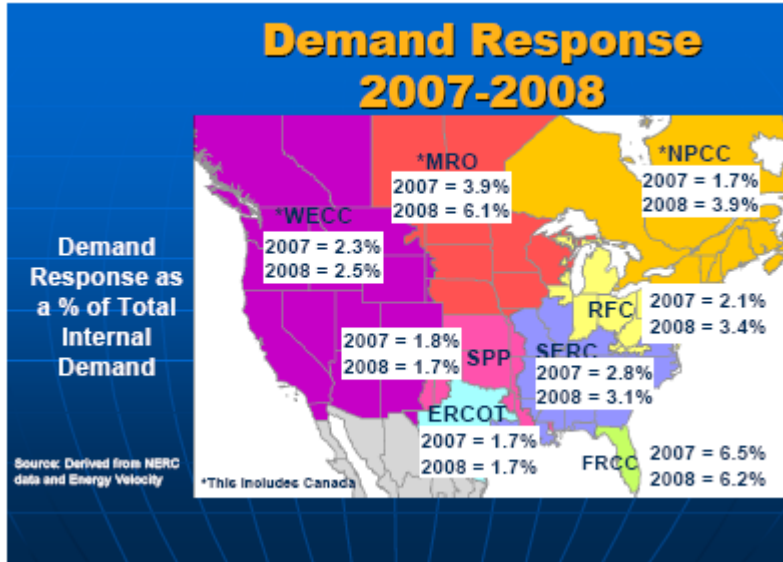 Demand Response
2007-2008
*MRO
2007 = 3.9%
2008 = 6.1%
*NPCC
2007 = 1.7%
2008 = 3.9%
*WECC
2007 = 2.3%
2008 = 2.5%
Demand
Response as
a % of Total
Internal
Demand
RFC
2007 = 2.1%
2008 = 3.4%
2007 = 1.8%
2008 = 1.7%
SPP
SERC
2007 = 2.8%
2008 = 3.1%
ERCOT
2007 = 1.7%
2008 = 1.7%
FRCC
2007 = 6.5%
2008 = 6.2%
Source: Derived from NERC
data and Energy Velocity
*This Includes Canada